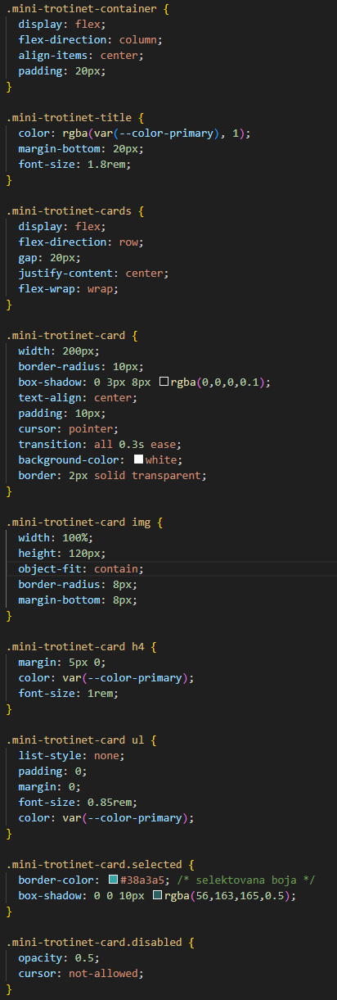 .mini-trotinet-container {
  display: flex;
  flex-direction: column;
  align-items: center;
  padding: 20px;
}

.mini-trotinet-title {
  color: rgba(var(--color-primary), 1);
  margin-bottom: 20px;
  font-size: 1.8rem;
}

.mini-trotinet-cards {
  display: flex;
  flex-direction: row;
  gap: 20px;
  justify-content: center;
  flex-wrap: wrap;
}

.mini-trotinet-card {
  width: 200px;
  border-radius: 10px;
  box-shadow: 0 3px 8px rgba(0,0,0,0.1);
  text-align: center;
  padding: 10px;
  cursor: pointer;
  transition: all 0.3s ease;
  background-color: white;
  border: 2px solid transparent;
}

.mini-trotinet-card img {
  width: 100%;
  height: 120px;
  object-fit: contain;
  border-radius: 8px;
  margin-bottom: 8px;
}

.mini-trotinet-card h4 {
  margin: 5px 0;
  color: var(--color-primary);
  font-size: 1rem;
}

.mini-trotinet-card ul {
  list-style: none;
  padding: 0;
  margin: 0;
  font-size: 0.85rem;
  color: var(--color-primary);
}

.mini-trotinet-card.selected {
  border-color: #38a3a5; /* selektovana boja */
  box-shadow: 0 0 10px rgba(56,163,165,0.5);
}

.mini-trotinet-card.disabled {
  opacity: 0.5;
  cursor: not-allowed;
}